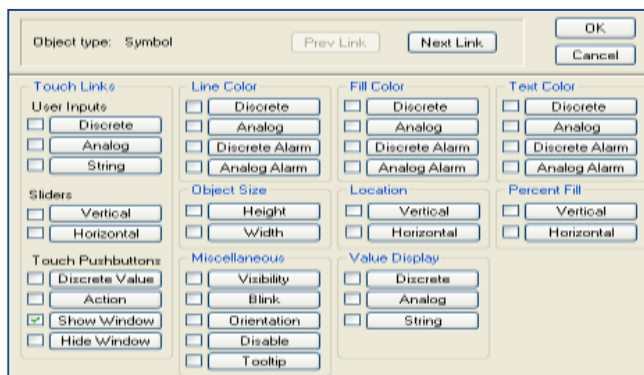 Object type: Symbol
Prev Link
Next Link
OK
Cancel
Touch Links
User Inputs
Discrete
Analog
String
Sliders
Vertical
Horizontal
Touch Pushbuttons
Discrete Value
Action
Show Window
Hide Window
Line Color
Discrete
Analog
Discrete Alarm
Analog Alarm
Object Size
Height
Width
Miscellaneous
Visibility
Blink
Orientation
Disable
Tooltip
Fill Color
Discrete
Analog
Discrete Alarm
Analog Alarm
Location
Vertical
Horizontal
Value Display
Discrete
Analog
String
Text Color
Discrete
Analog
Discrete Alarm
Analog Alarm
Percent Fill
Vertical
Horizontal